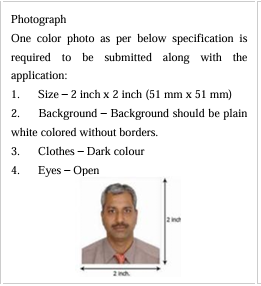 Photograph
One color photo as per below specification is
required to be submitted along with the
application:
1. Size – 2 inch x 2 inch (51 mm x 51 mm)
2. Background – Background should be plain
white colored without borders.
3. Clothes – Dark colour
4. Eyes – Open
2 inch
2 inch.